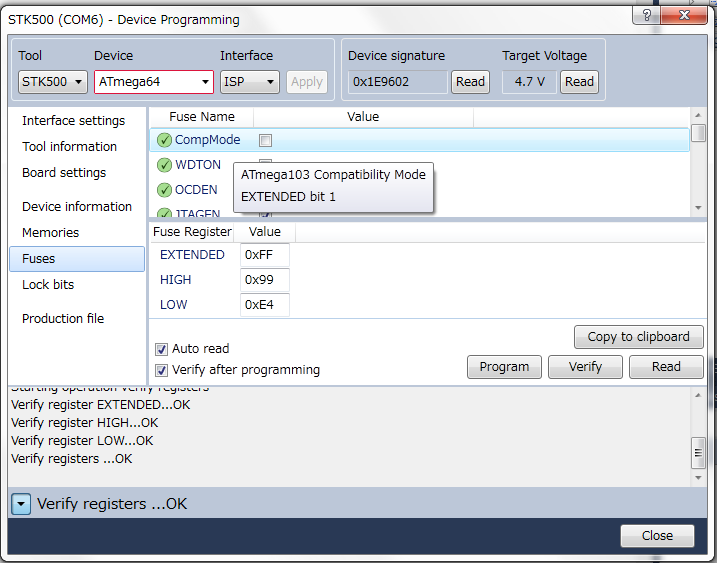 STK500 (COM6) - Device Programming
Tool Device Interface Device signature Target Voltage
STK500 ATmega64 ISP Apply 0x1E9602 Read 4.7 V Read
Interface settings
Tool information
Board settings
Device information
Memories
Fuses
Lock bits
Production file
Fuse Name Value
CompMode
WDTON
OCDEN
JTAGEN
ATmega103 Compatibility Mode
EXTENDED bit 1
Fuse Register Value
EXTENDED 0xFF
HIGH 0x99
LOW 0xE4
Copy to clipboard
Auto read
Verify after programming
Program Verify Read
Starting operation verify registers
Verify register EXTENDED...OK
Verify register HIGH...OK
Verify register LOW...OK
Verify registers ...OK
Verify registers ...OK
Close